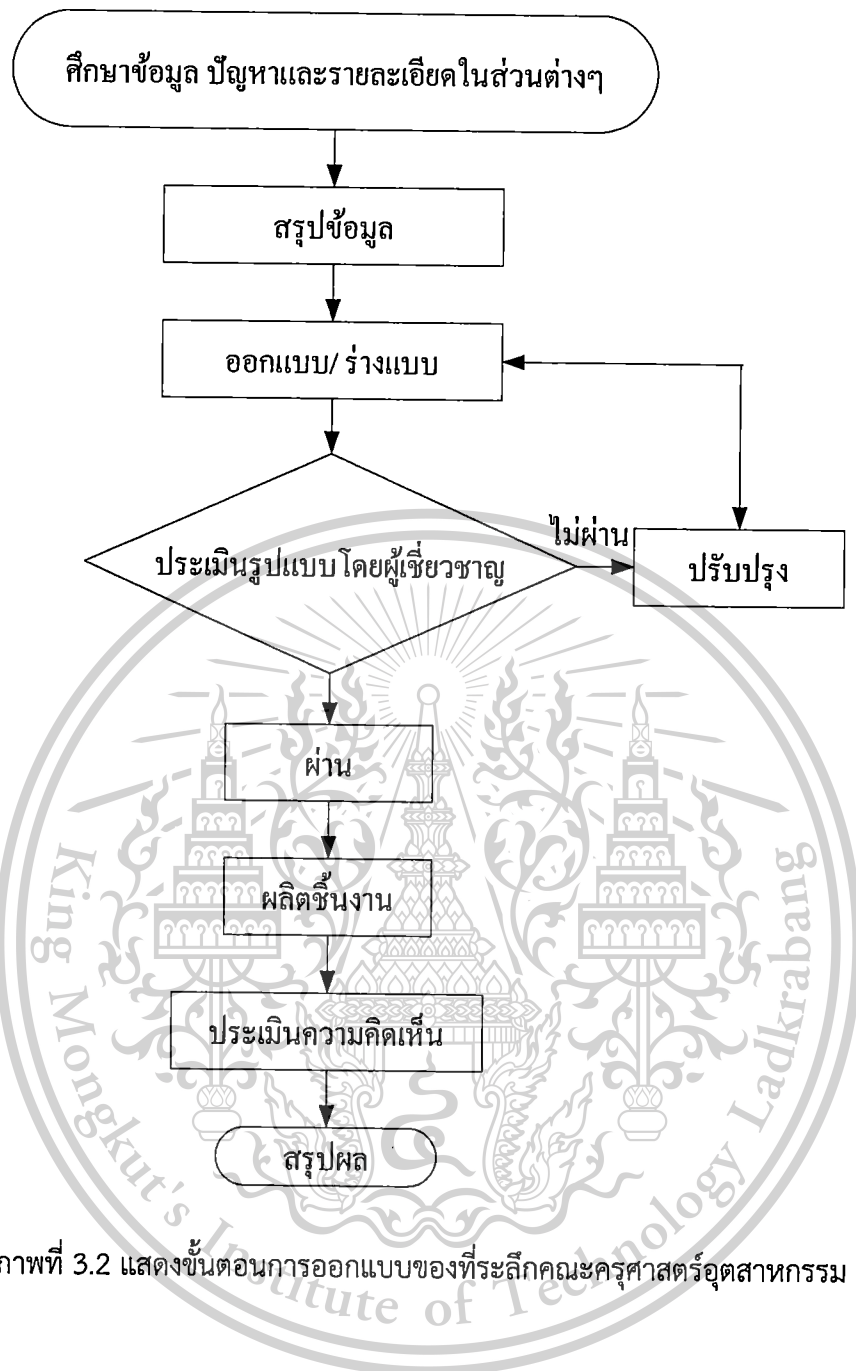 ศึกษาข้อมูล ปัญหาและรายละเอียดในส่วนต่างๆ
สรุปข้อมูล
ออกแบบ/ ร่างแบบ
ประเมินรูปแบบ โดยผู้เชี่ยวชาญ
ไม่ผ่าน
ปรับปรุง
ผ่าน
ผลิตชิ้นงาน
ประเมินความคิดเห็น
สรุปผล
ภาพที่ 3.2 แสดงขั้นตอนการออกแบบของที่ระลึกคณะครุศาสตร์อุตสาหกรรม
King Mongkut's Institute of Technology Ladkrabang